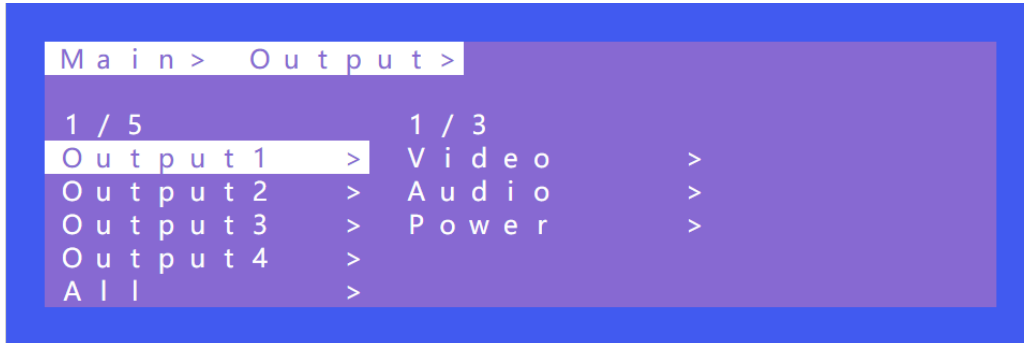 Main> Output>
1/5 1/3
Output1 > Video >
Output2 > Audio >
Output3 > Power >
Output4 >
All >